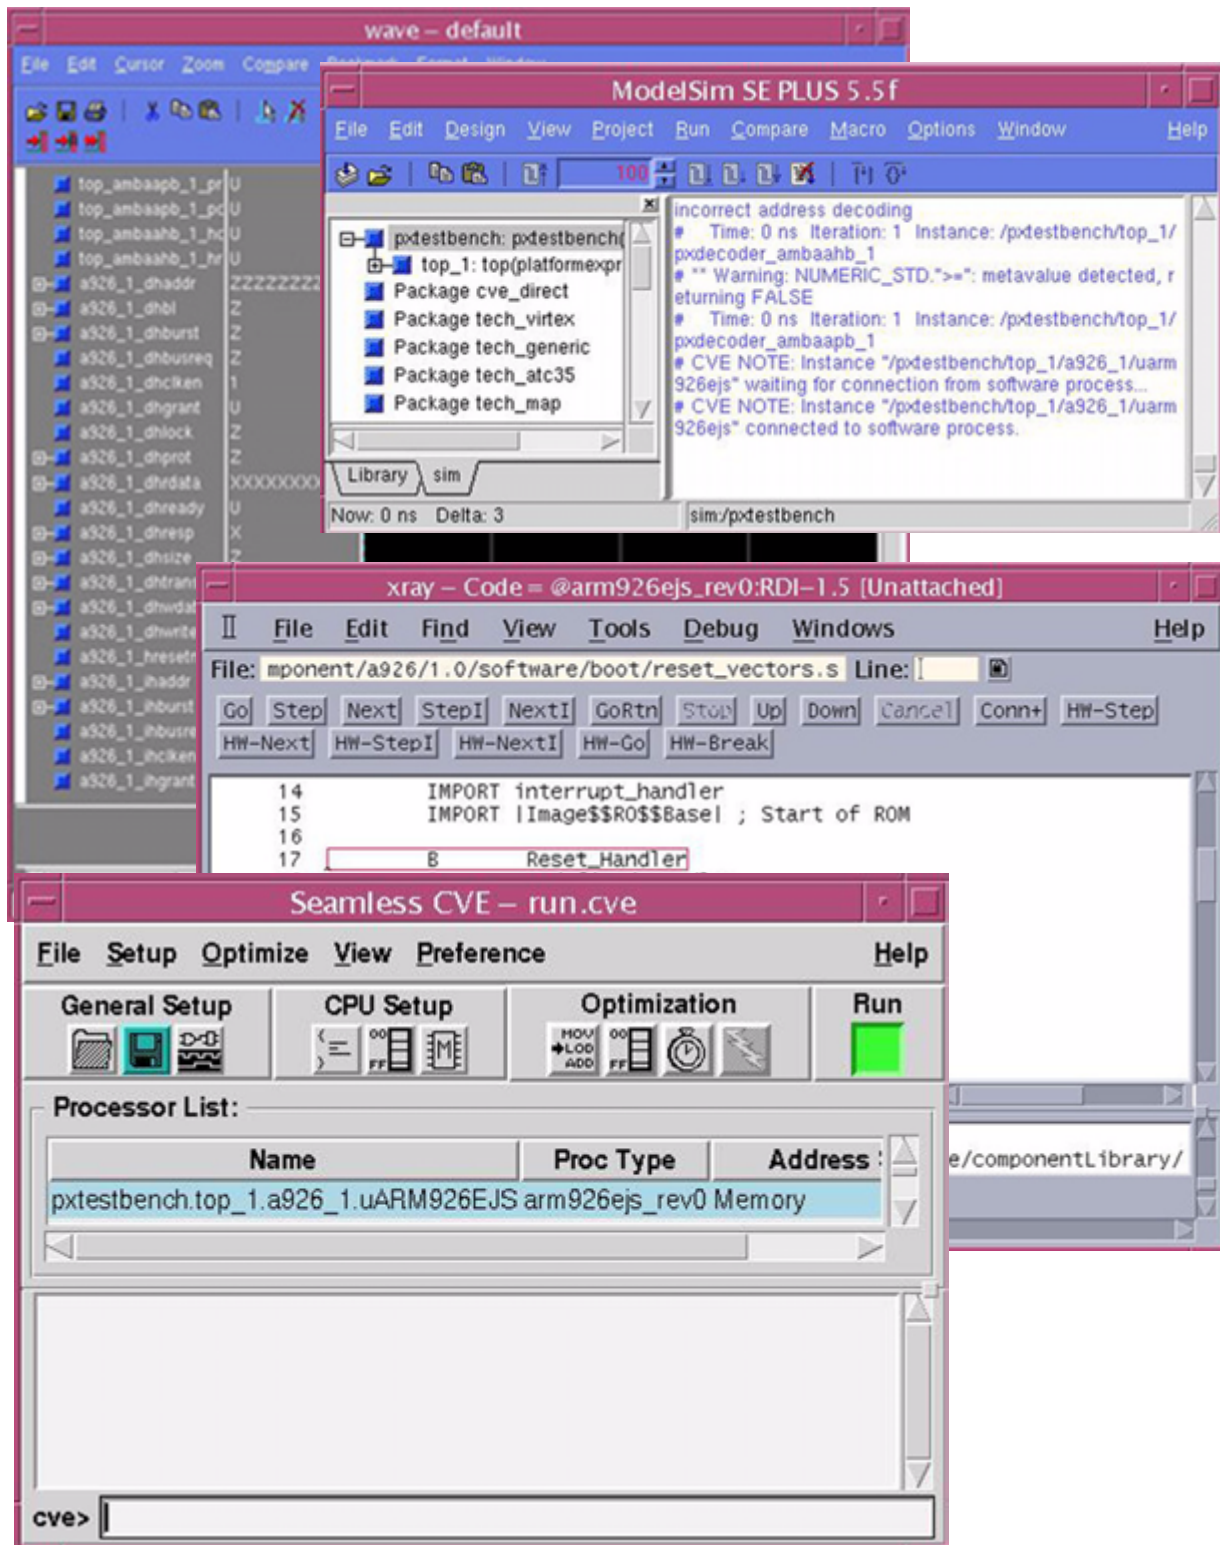 wave – default
File Edit Cursor Zoom Compare Bookmark Format Window
top_ambaapb_1_pr U
top_ambaapb_1_pc U
top_ambaahb_1_hc U
top_ambaahb_1_hr U
a926_1_dhaddr ZZZZZZZZ
a926_1_dhbl Z
a926_1_dhburst Z
a926_1_dhbusreq Z
a926_1_dhclken 1
a926_1_dhgrant U
a926_1_dhlock Z
a926_1_dhprot Z
a926_1_dhrdata XXXXXXXX
a926_1_dhready U
a926_1_dhresp X
a926_1_dhsize Z
a926_1_dhtrans
a926_1_dhwdat
a926_1_dhwrite
a926_1_hresetn
a926_1_ihaddr
a926_1_ihburst
a926_1_ihbusre
a926_1_ihclken
a926_1_ihgrant
ModelSim SE PLUS 5.5f
File Edit Design View Project Run Compare Macro Options Window Help
100
pxtestbench: pxtestbench(
top_1: top(platformexpr
Package cve_direct
Package tech_virtex
Package tech_generic
Package tech_atc35
Package tech_map
Library sim
incorrect address decoding
# Time: 0 ns Iteration: 1 Instance: /pxtestbench/top_1/
pxdecoder_ambaahb_1
# ** Warning: NUMERIC_STD.">=": metavalue detected, r
eturning FALSE
# Time: 0 ns Iteration: 1 Instance: /pxtestbench/top_1/
pxdecoder_ambaapb_1
# CVE NOTE: Instance "/pxtestbench/top_1/a926_1/uarm
926ejs" waiting for connection from software process...
# CVE NOTE: Instance "/pxtestbench/top_1/a926_1/uarm
926ejs" connected to software process.
Now: 0 ns Delta: 3 sim:/pxtestbench
xray – Code = @arm926ejs_rev0:RDI–1.5 [Unattached]
File Edit Find View Tools Debug Windows Help
File: mponent/a926/1.0/software/boot/reset_vectors.s Line:
Go Step Next StepI NextI GoRtn Stop Up Down Cancel Conn+ HW-Step
HW-Next HW-StepI HW-NextI HW-Go HW-Break
14 IMPORT interrupt_handler
15 IMPORT |Image$$RO$$Base| ; Start of ROM
16
17 B Reset_Handler
e/componentLibrary/
Seamless CVE – run.cve
File Setup Optimize View Preference Help
General Setup CPU Setup Optimization Run
00 FF M MOV LOD ADD 00 FF
Processor List:
Name Proc Type Address
pxtestbench.top_1.a926_1.uARM926EJS arm926ejs_rev0 Memory
cve>